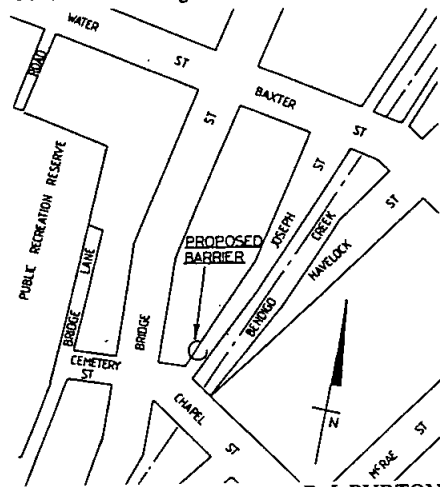 WATER
ST
ROAD
BAXTER
ST
ST
PUBLIC RECREATION RESERVE
ST
JOSEPH
CREEK
ST
HAVELOCK
PROPOSED
BARRIER
LANE
BRIDGE
BRIDGE
BENDIGO
CEMETERY
ST
CHAPEL
ST
N
McRAE
ST
BURTON